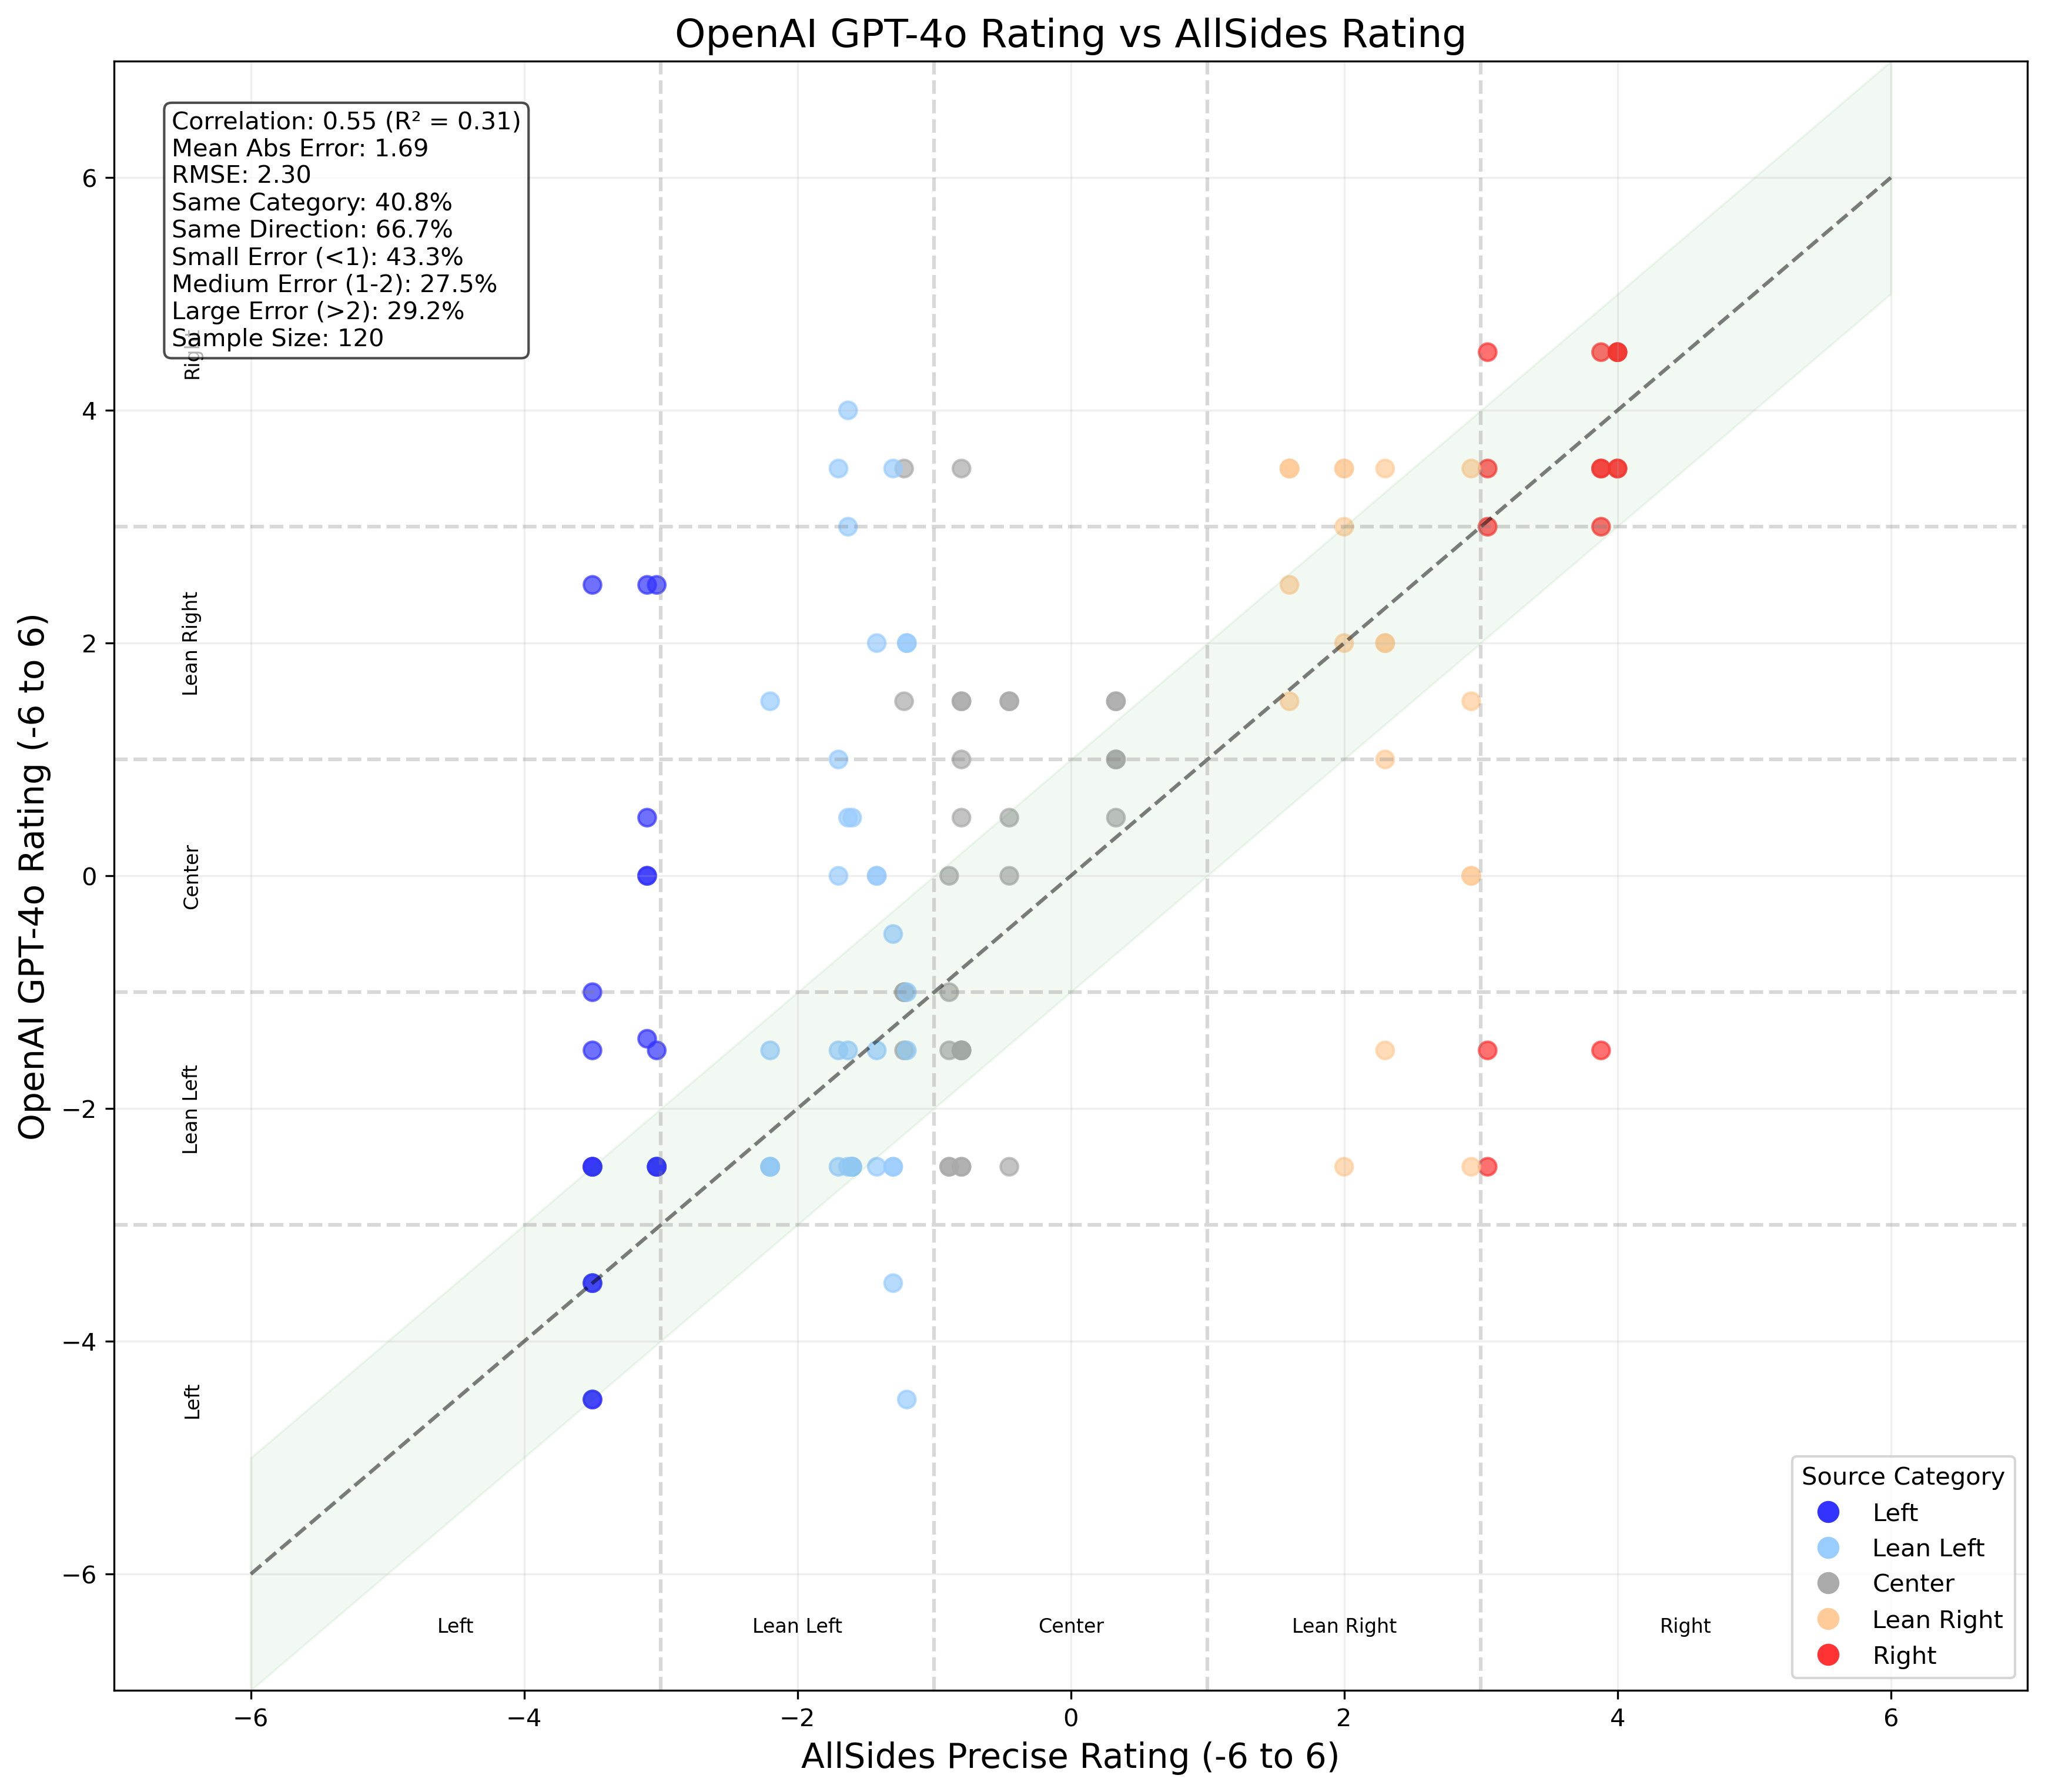 OpenAI GPT-4o Rating vs AllSides Rating
Correlation: 0.55 (R² = 0.31)
Mean Abs Error: 1.69
RMSE: 2.30
Same Category: 40.8%
Same Direction: 66.7%
Small Error (<1): 43.3%
Medium Error (1-2): 27.5%
Large Error (>2): 29.2%
Sample Size: 120
OpenAI GPT-4o Rating (-6 to 6)
6
4
2
0
−2
−4
−6
Right
Lean Right
Center
Lean Left
Left
Left
Lean Left
Center
Lean Right
Right
Source Category
Left
Lean Left
Center
Lean Right
Right
−6
−4
−2
0
2
4
6
AllSides Precise Rating (-6 to 6)